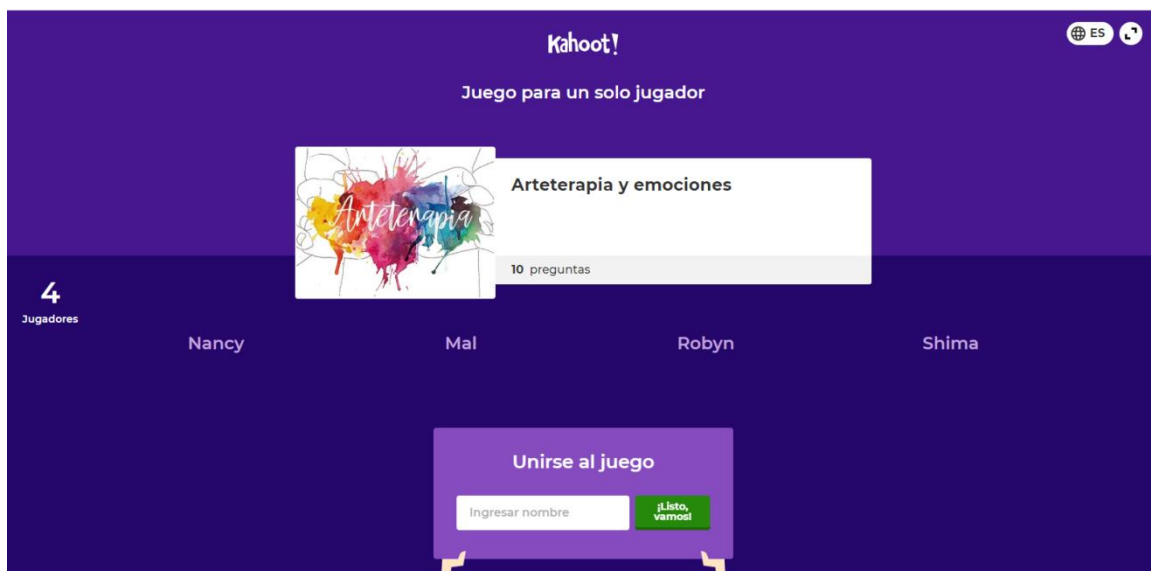 Kahoot!
ES
Juego para un solo jugador
Arteterapia
Arteterapia y emociones
10 preguntas
4
Jugadores
Nancy
Mal
Robyn
Shima
Unirse al juego
Ingresar nombre
¡Listo,
vamos!